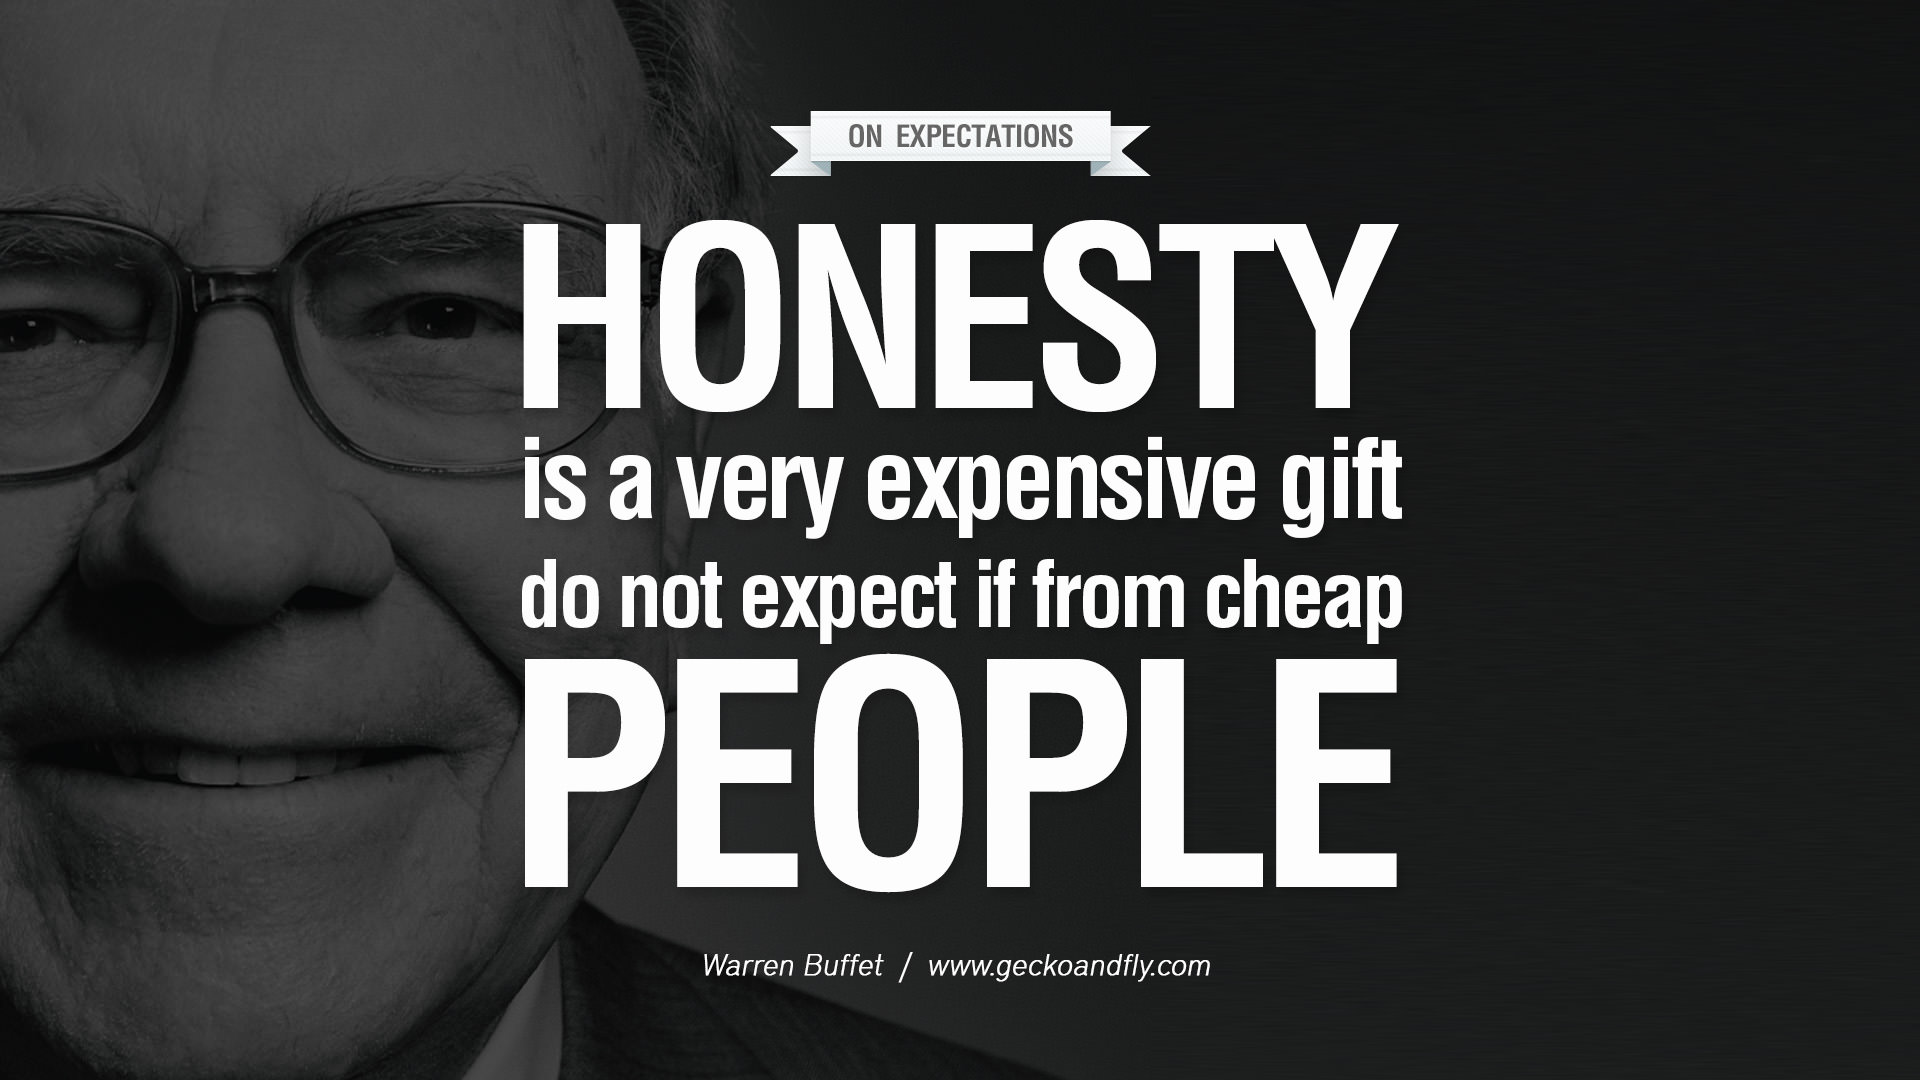 ON EXPECTATIONS
HONESTY
is a very expensive gift
do not expect if from cheap
PEOPLE
Warren Buffet / www.geckoandfly.com